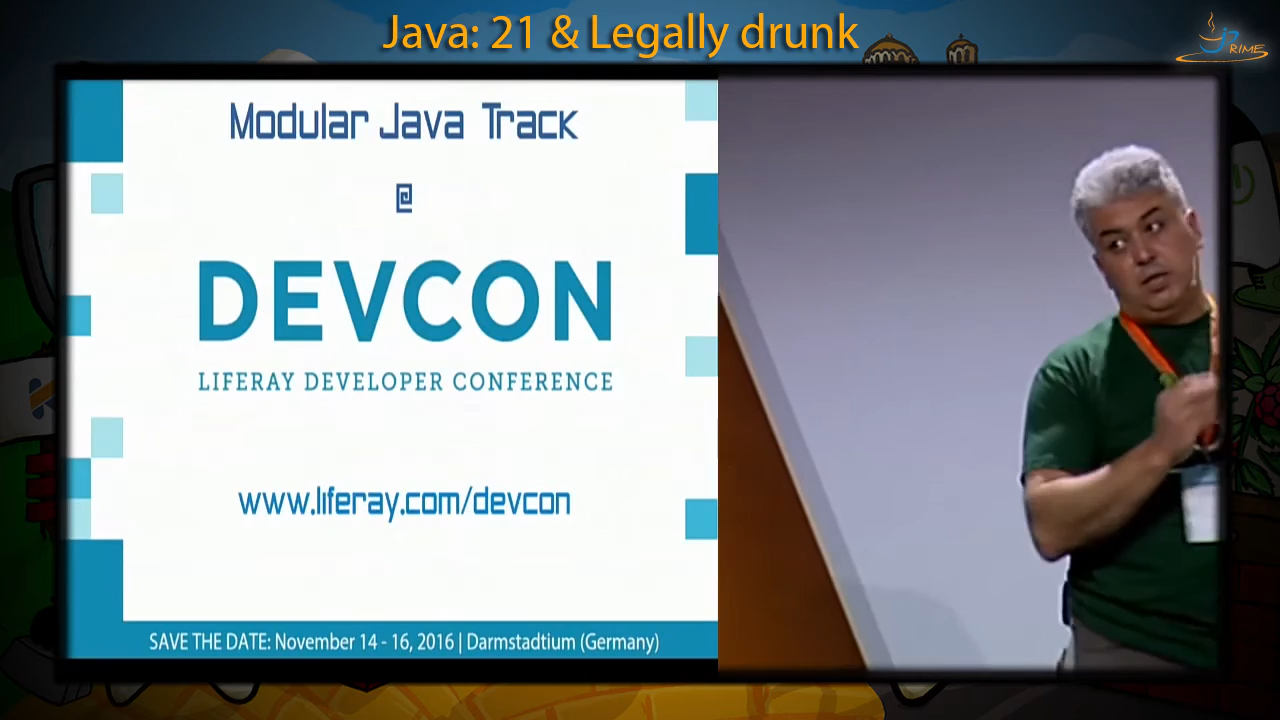 Java: 21 & Legally drunk
jPRIME
Modular Java Track
@
DEVCON
LIFERAY DEVELOPER CONFERENCE
www.liferay.com/devcon
SAVE THE DATE: November 14 - 16, 2016 | Darmstadtium (Germany)